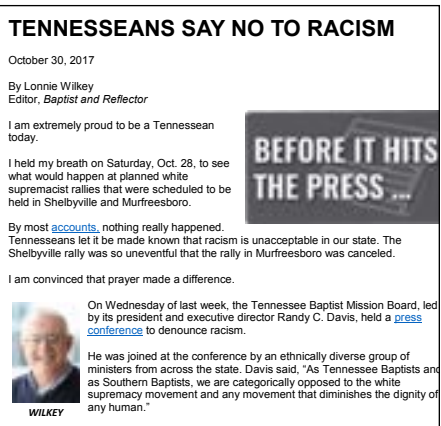 TENNESSEANS SAY NO TO RACISM
October 30, 2017
By Lonnie Wilkey
Editor, Baptist and Reflector
I am extremely proud to be a Tennessean
today.
BEFORE IT HITS
THE PRESS ...
I held my breath on Saturday, Oct. 28, to see
what would happen at planned white
supremacist rallies that were scheduled to be
held in Shelbyville and Murfreesboro.
By most accounts, nothing really happened.
Tennesseans let it be made known that racism is unacceptable in our state. The
Shelbyville rally was so uneventful that the rally in Murfreesboro was canceled.
I am convinced that prayer made a difference.
On Wednesday of last week, the Tennessee Baptist Mission Board, led
by its president and executive director Randy C. Davis, held a press
conference to denounce racism.
He was joined at the conference by an ethnically diverse group of
ministers from across the state. Davis said, “As Tennessee Baptists and
as Southern Baptists, we are categorically opposed to the white
supremacy movement and any movement that diminishes the dignity of
any human.”
WILKEY